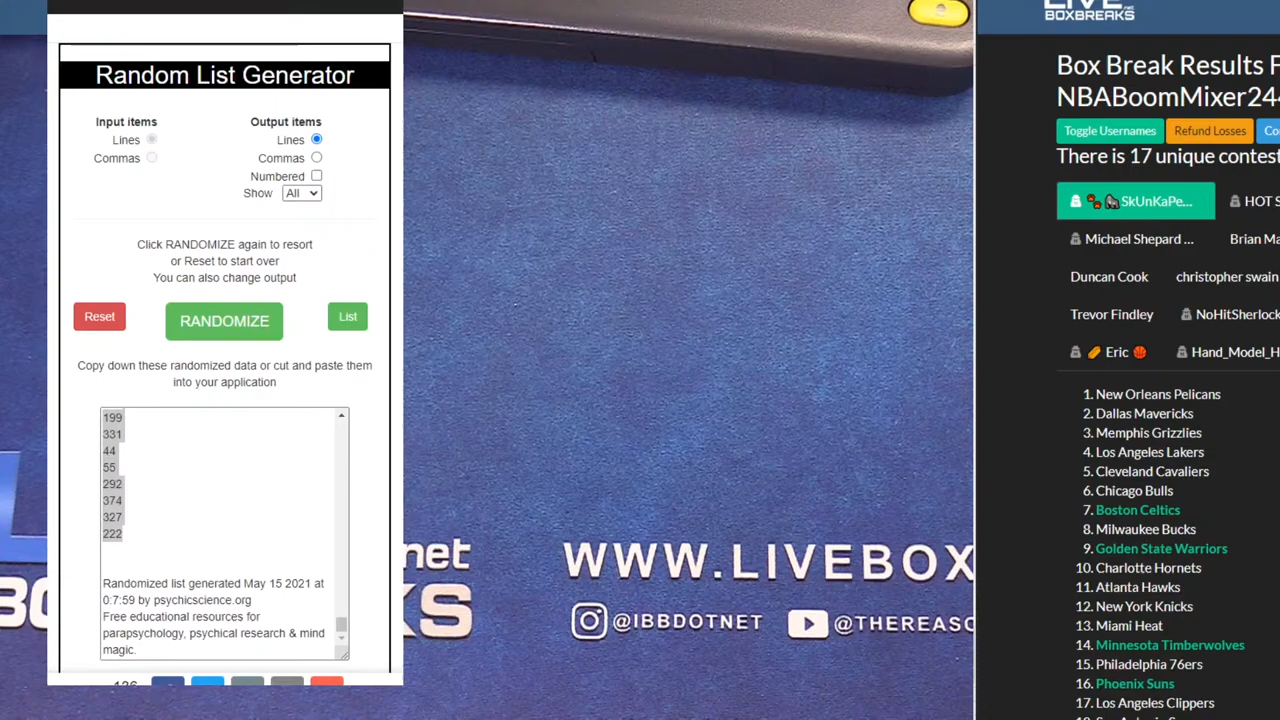 Random List Generator
Input items
Output items
Lines
Lines
Commas
Commas
Numbered
Show All
Click RANDOMIZE again to resort
or Reset to start over
You can also change output
Reset
RANDOMIZE
List
Copy down these randomized data or cut and paste them
into your application
199
331
44
55
292
374
327
222
Randomized list generated May 15 2021 at
0:7:59 by psychicscience.org
Free educational resources for
parapsychology, psychical research & mind
magic.
net
KS
WWW.LIVEBOX
@IBBDOTNET
@THEREASO
LIVE.net
BOXBREAKS
Box Break Results F
NBABoomMixer244
Toggle Usernames
Refund Losses
Co
There is 17 unique contest
SkUnKaPe...
HOT S
Michael Shepard ...
Brian Ma
Duncan Cook
christopher swain
Trevor Findley
NoHitSherlock
Eric
Hand_Model_H
1. New Orleans Pelicans
2. Dallas Mavericks
3. Memphis Grizzlies
4. Los Angeles Lakers
5. Cleveland Cavaliers
6. Chicago Bulls
7. Boston Celtics
8. Milwaukee Bucks
9. Golden State Warriors
10. Charlotte Hornets
11. Atlanta Hawks
12. New York Knicks
13. Miami Heat
14. Minnesota Timberwolves
15. Philadelphia 76ers
16. Phoenix Suns
17. Los Angeles Clippers